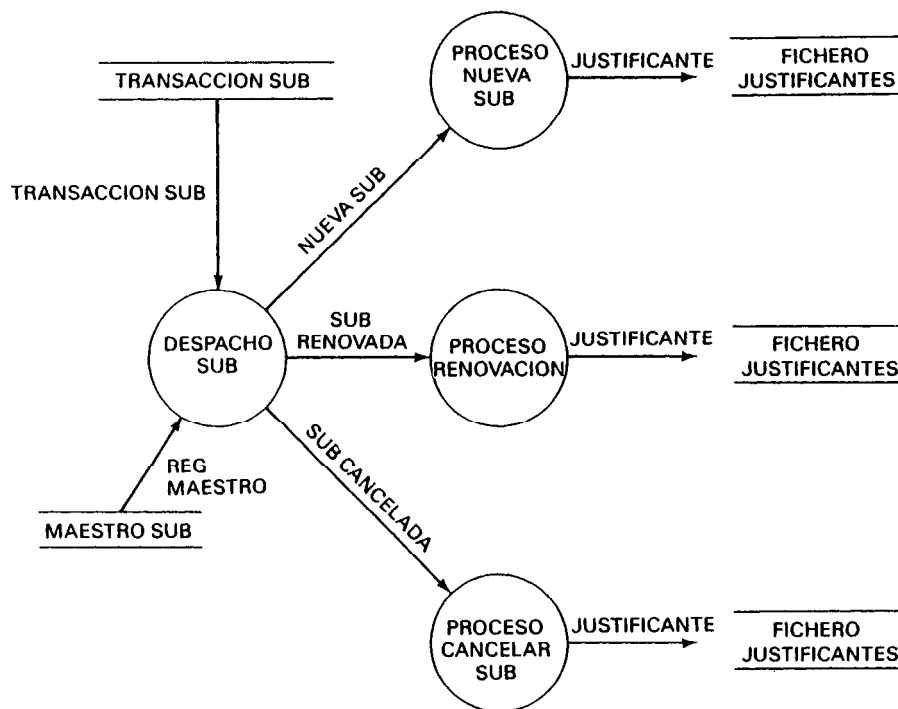 PROCESO
NUEVA
SUB
JUSTIFICANTE
FICHERO
JUSTIFICANTES
TRANSACCION SUB
TRANSACCION SUB
NUEVA SUB
DESPACHO
SUB
SUB
RENOVADA
PROCESO
RENOVACION
JUSTIFICANTE
FICHERO
JUSTIFICANTES
REG
MAESTRO
MAESTRO SUB
SUB CANCELADA
PROCESO
CANCELAR
SUB
JUSTIFICANTE
FICHERO
JUSTIFICANTES